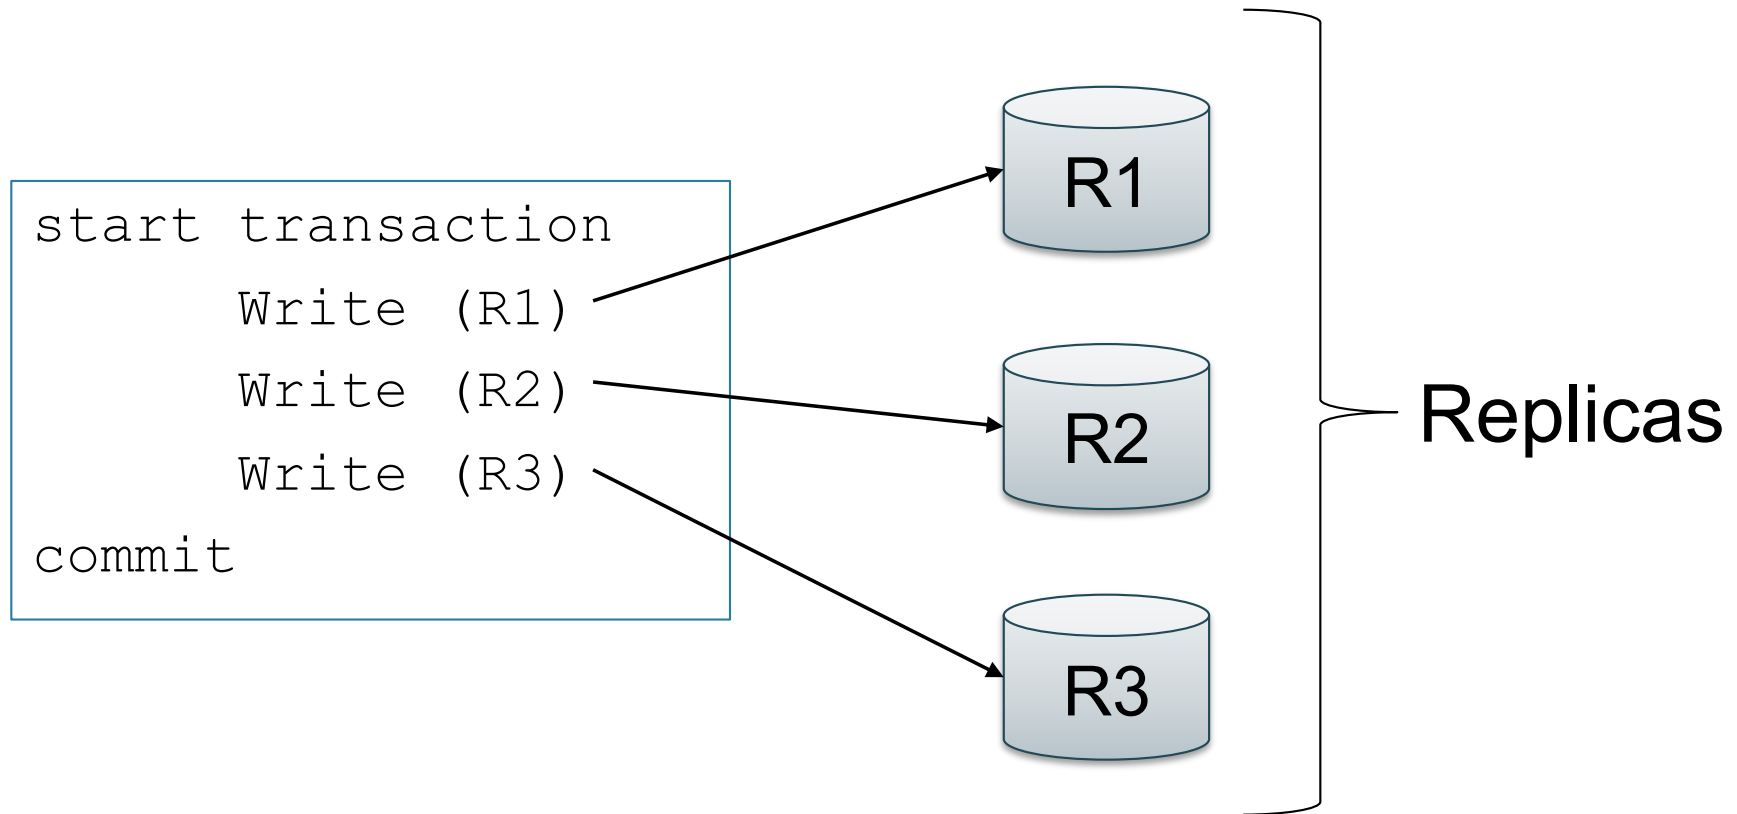 start transaction
Write (R1)
Write (R2)
Write (R3)
commit
R1
R2
R3
Replicas